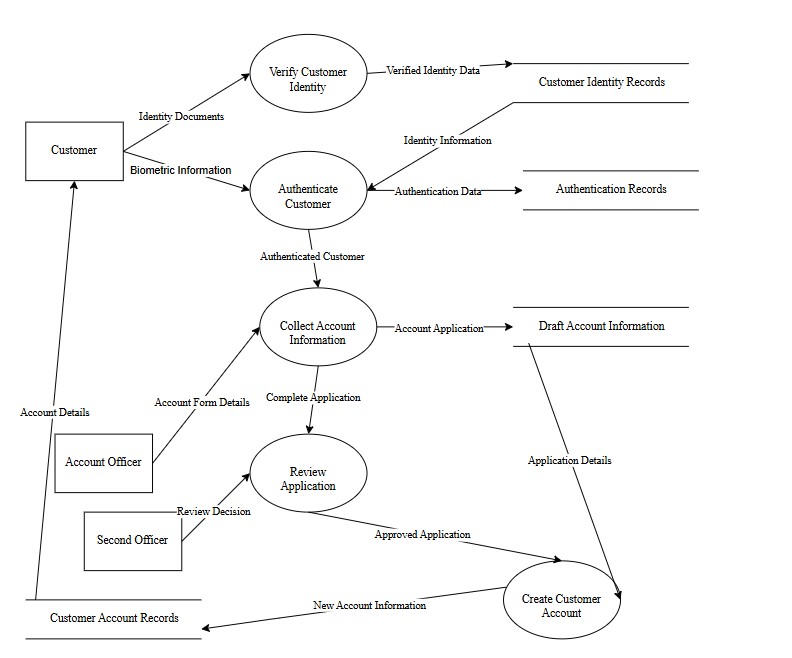 Verify Customer
Identity
Verified Identity Data
Customer Identity Records
Identity Documents
Identity Information
Customer
Biometric Information
Authenticate
Customer
Authentication Data
Authentication Records
Authenticated Customer
Collect Account
Information
Account Application
Draft Account Information
Complete Application
Account Form Details
Account Details
Account Officer
Review
Application
Application Details
Review Decision
Second Officer
Approved Application
Create Customer
Account
New Account Information
Customer Account Records